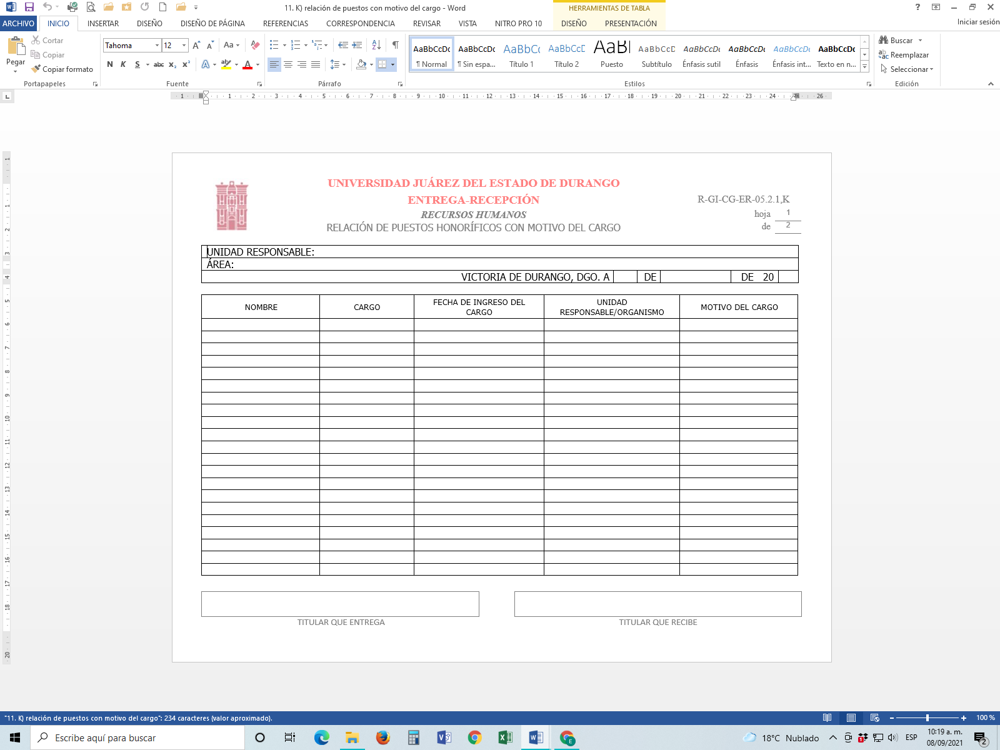 11. K) relación de puestos con motivo del cargo - Word
HERRAMIENTAS DE TABLA
ARCHIVO INICIO INSERTAR DISEÑO DISEÑO DE PÁGINA REFERENCIAS CORRESPONDENCIA REVISAR VISTA NITRO PRO 10 DISEÑO PRESENTACIÓN Iniciar sesión
Pegar
Cortar
Copiar
Copiar formato
Portapapeles
Tahoma 12
Fuente
Párrafo
AaBbCcDc AaBbCcDc AaBbCc AaBbCcD AaBl AaBbCcD AaBbCcDc AaBbCcDc AaBbCcDc AaBbCcDc
¶ Normal ¶ Sin espa... Título 1 Título 2 Puesto Subtítulo Énfasis sutil Énfasis Énfasis int... Texto en n...
Estilos
Buscar
Reemplazar
Seleccionar
Edición
UNIVERSIDAD JUÁREZ DEL ESTADO DE DURANGO
ENTREGA-RECEPCIÓN
RECURSOS HUMANOS
RELACIÓN DE PUESTOS HONORÍFICOS CON MOTIVO DEL CARGO
R-GI-CG-ER-05.2.1,K
hoja 1
de 2
UNIDAD RESPONSABLE:
ÁREA:
VICTORIA DE DURANGO, DGO. A DE DE 20
NOMBRE CARGO FECHA DE INGRESO DEL CARGO UNIDAD RESPONSABLE/ORGANISMO MOTIVO DEL CARGO
TITULAR QUE ENTREGA TITULAR QUE RECIBE
"11. K) relación de puestos con motivo del cargo": 234 caracteres (valor aproximado).
100 %
Escribe aquí para buscar
18°C Nublado
ESP
10:19 a. m.
08/09/2021
2